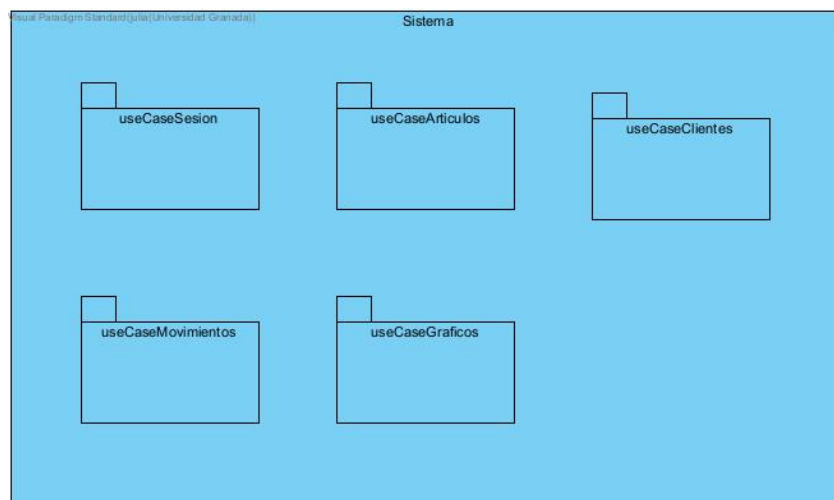 Visual Paradigm Standard(julia(Universidad Granada))
Sistema
useCaseSesion
useCaseArticulos
useCaseClientes
useCaseMovimientos
useCaseGraficos